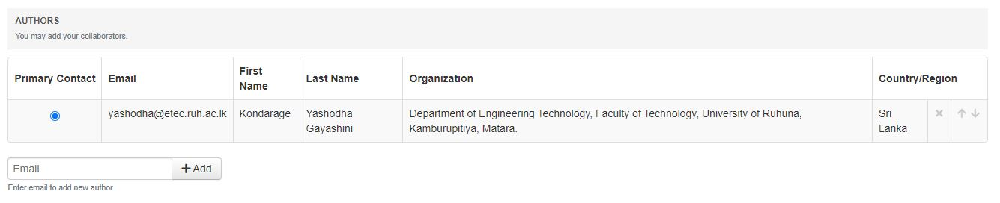 AUTHORS
You may add your collaborators.
Primary Contact Email First Name Last Name Organization Country/Region
yashodha@etec.ruh.ac.lk Kondarage Yashodha Gayashini Department of Engineering Technology, Faculty of Technology, University of Ruhuna, Kamburupitiya, Matara. Sri Lanka
Email + Add
Enter email to add new author.